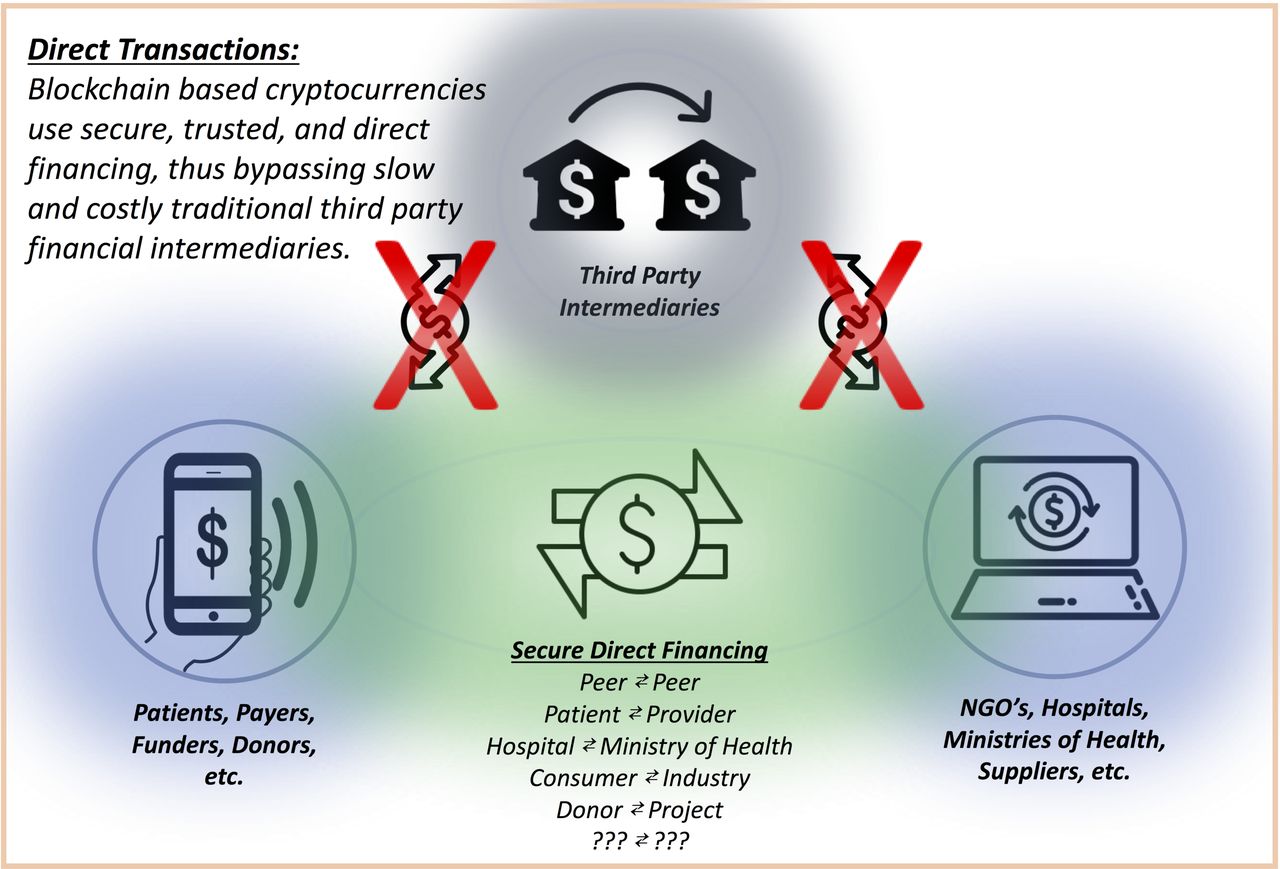 Direct Transactions:
Blockchain based cryptocurrencies
use secure, trusted, and direct
financing, thus bypassing slow
and costly traditional third party
financial intermediaries.
$ $
Third Party
Intermediaries
$ $
$
$
$
Secure Direct Financing
Peer ⇄ Peer
Patient ⇄ Provider
Hospital ⇄ Ministry of Health
Consumer ⇄ Industry
Donor ⇄ Project
??? ⇄ ???
Patients, Payers,
Funders, Donors,
etc.
NGO's, Hospitals,
Ministries of Health,
Suppliers, etc.